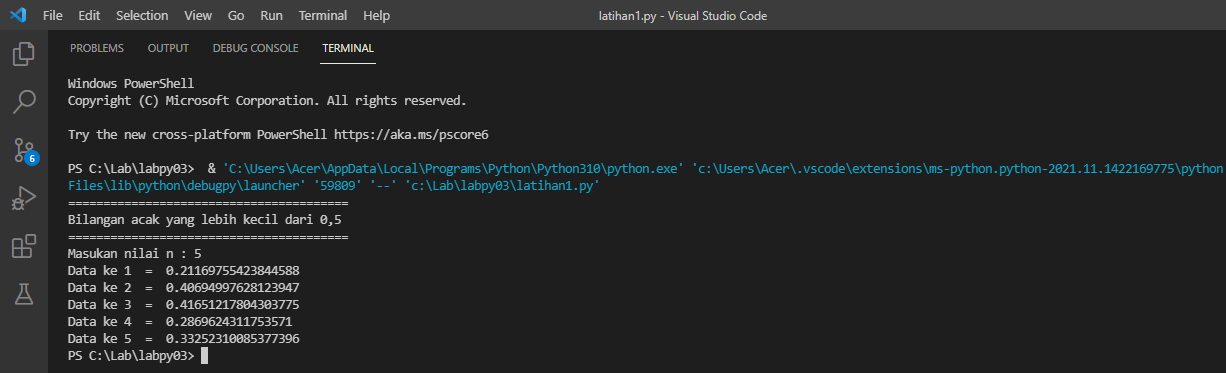 File Edit Selection View Go Run Terminal Help latihan1.py - Visual Studio Code
PROBLEMS OUTPUT DEBUG CONSOLE TERMINAL
Windows PowerShell
Copyright (C) Microsoft Corporation. All rights reserved.
Try the new cross-platform PowerShell https://aka.ms/pscore6
PS C:\Lab\labpy03>  & 'C:\Users\Acer\AppData\Local\Programs\Python\Python310\python.exe' 'c:\Users\Acer\.vscode\extensions\ms-python.python-2021.11.1422169775\python
Files\lib\python\debugpy\launcher' '59809' '--' 'c:\Lab\labpy03\latihan1.py'
========================================
Bilangan acak yang lebih kecil dari 0,5
========================================
Masukan nilai n : 5
Data ke 1  =  0.21169755423844588
Data ke 2  =  0.40694997628123947
Data ke 3  =  0.41651217804303775
Data ke 4  =  0.2869624311753571
Data ke 5  =  0.33252310085377396
PS C:\Lab\labpy03>
6